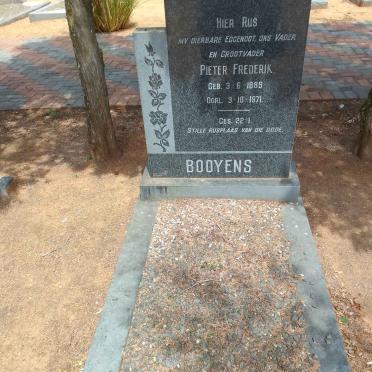 HIER RUS
MY DIERBARE EGGENOOT, ONS VADER
EN GROOTVADER
PIETER FREDERIK
GEB. 3·6·1889
OORL. 3·10·1971.
GES. 22:1.
STILLE RUSPLAAS VAN DIE DODE.
BOOYENS